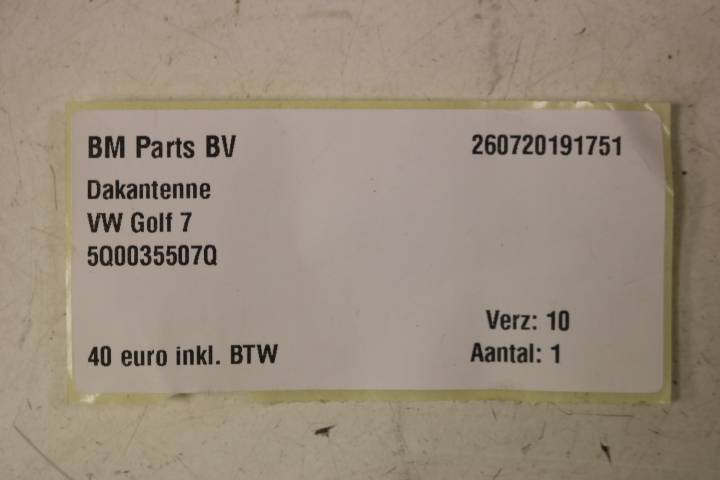 BM Parts BV 260720191751
Dakantenne
VW Golf 7
5Q0035507Q
Verz: 10
40 euro inkl. BTW Aantal: 1